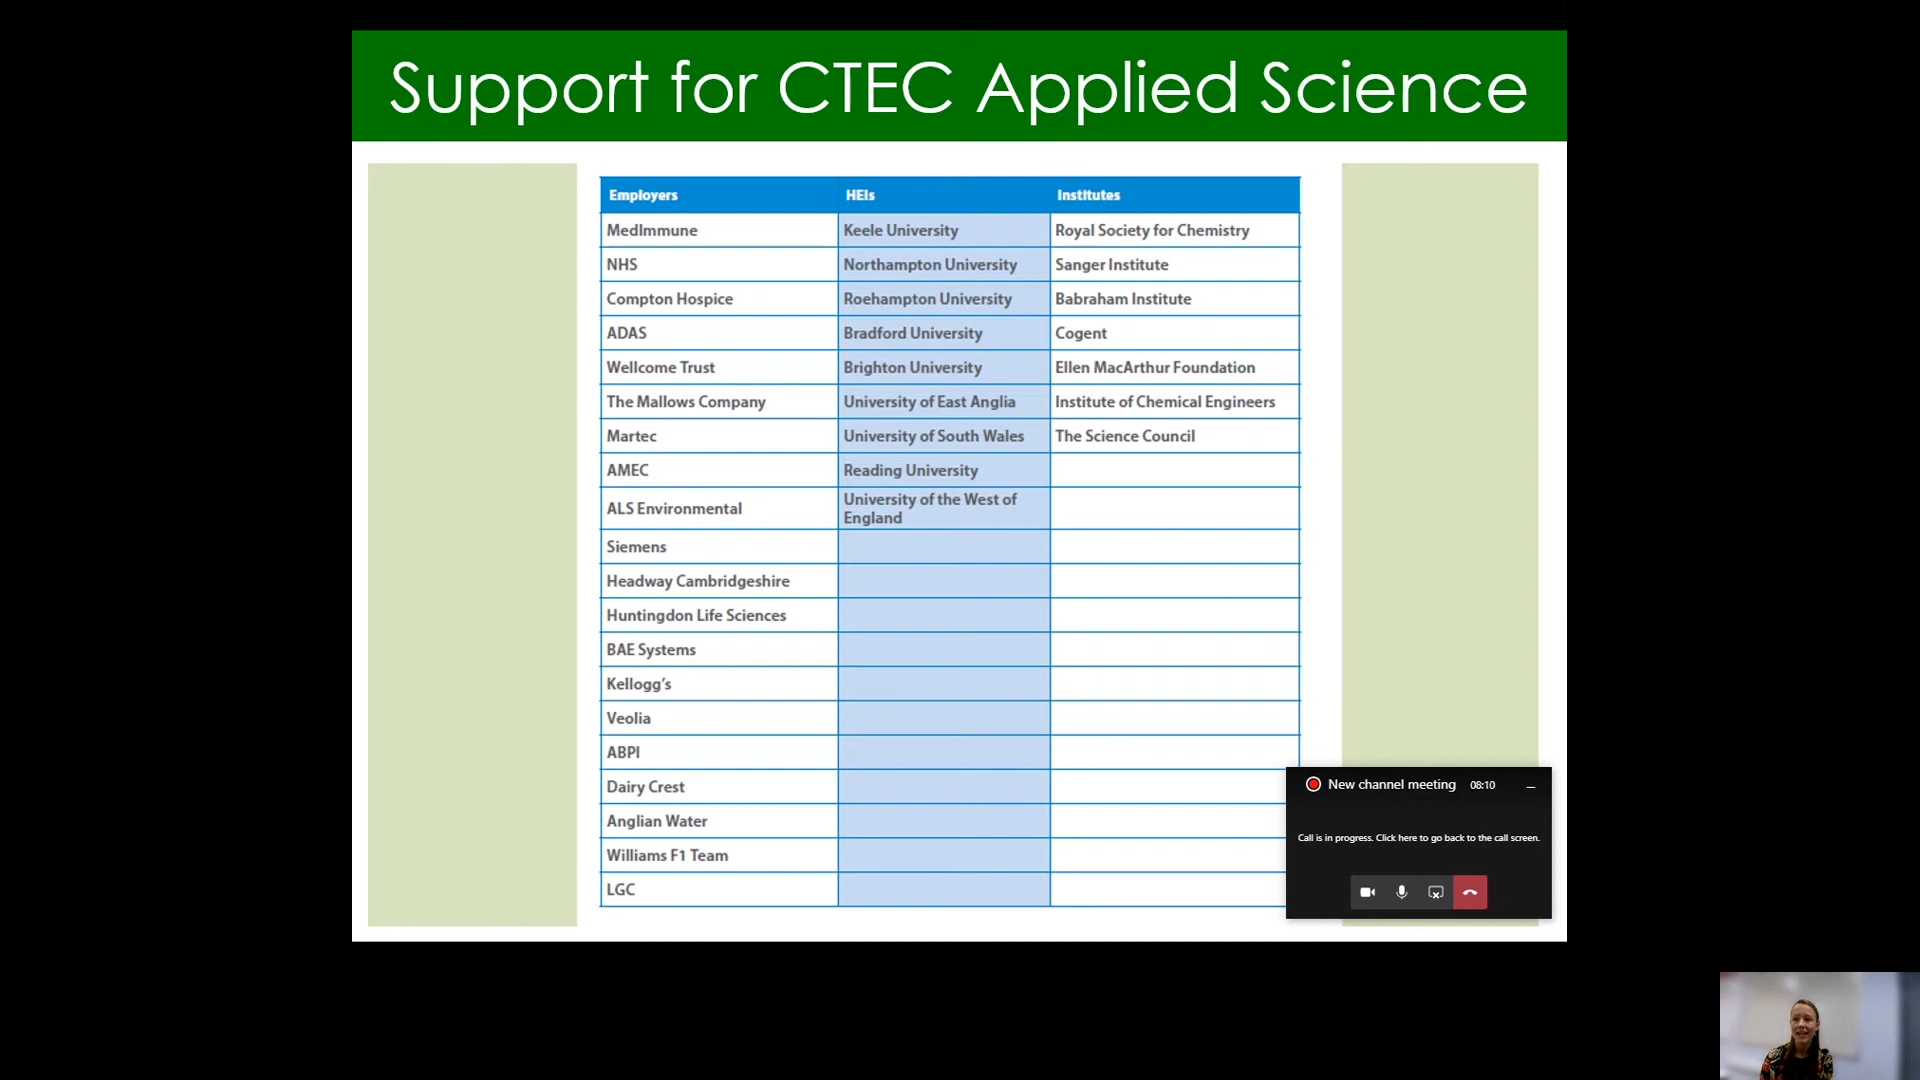 Support for CTEC Applied Science
Employers HEIs Institutes
MedImmune Keele University Royal Society for Chemistry
NHS Northampton University Sanger Institute
Compton Hospice Roehampton University Babraham Institute
ADAS Bradford University Cogent
Wellcome Trust Brighton University Ellen MacArthur Foundation
The Mallows Company University of East Anglia Institute of Chemical Engineers
Martec University of South Wales The Science Council
AMEC Reading University
ALS Environmental University of the West of
England
Siemens
Headway Cambridgeshire
Huntingdon Life Sciences
BAE Systems
Kellogg's
Veolia
ABPI
Dairy Crest
Anglian Water
Williams F1 Team
LGC
New channel meeting 08:10
Call is in progress. Click here to go back to the call screen.